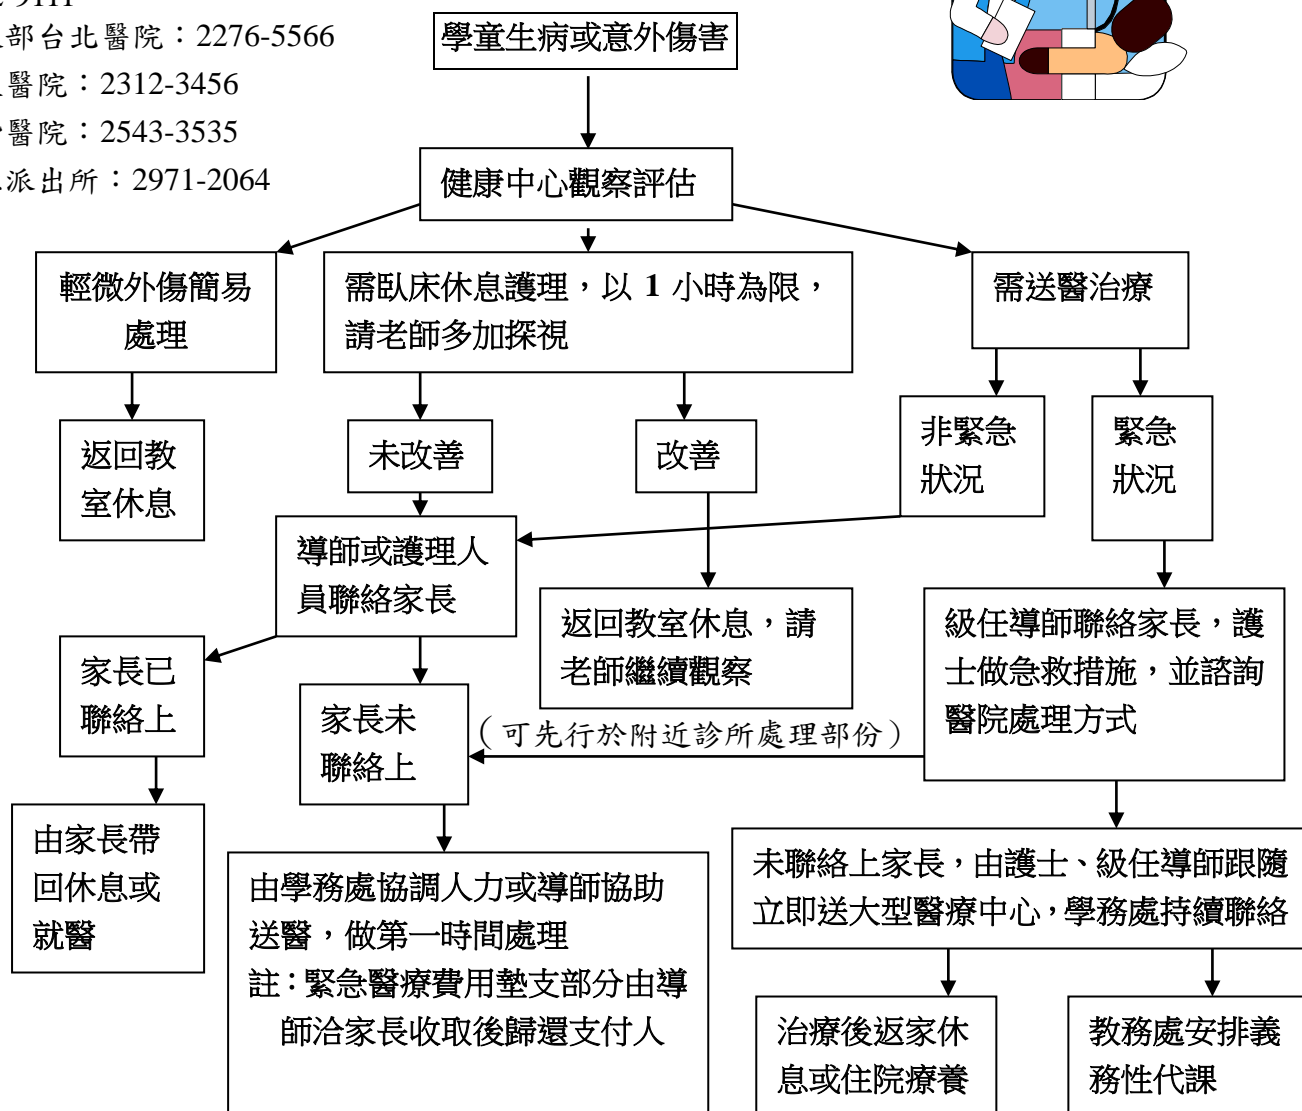 9111
部台北醫院：2276-5566
醫院：2312-3456
醫院：2543-3535
派出所：2971-2064
學童生病或意外傷害
健康中心觀察評估
輕微外傷簡易
處理
需臥床休息護理，以 1 小時為限，
請老師多加探視
需送醫治療
返回教
室休息
未改善
改善
非緊急
狀況
緊急
狀況
導師或護理人
員聯絡家長
返回教室休息，請
老師繼續觀察
級任導師聯絡家長，護
士做急救措施，並諮詢
醫院處理方式
家長已
聯絡上
家長未
聯絡上
（可先行於附近診所處理部份）
由家長帶
回休息或
就醫
由學務處協調人力或導師協助
送醫，做第一時間處理
註：緊急醫療費用墊支部分由導
師洽家長收取後歸還支付人
未聯絡上家長，由護士、級任導師跟隨
立即送大型醫療中心，學務處持續聯絡
治療後返家休
息或住院療養
教務處安排義
務性代課